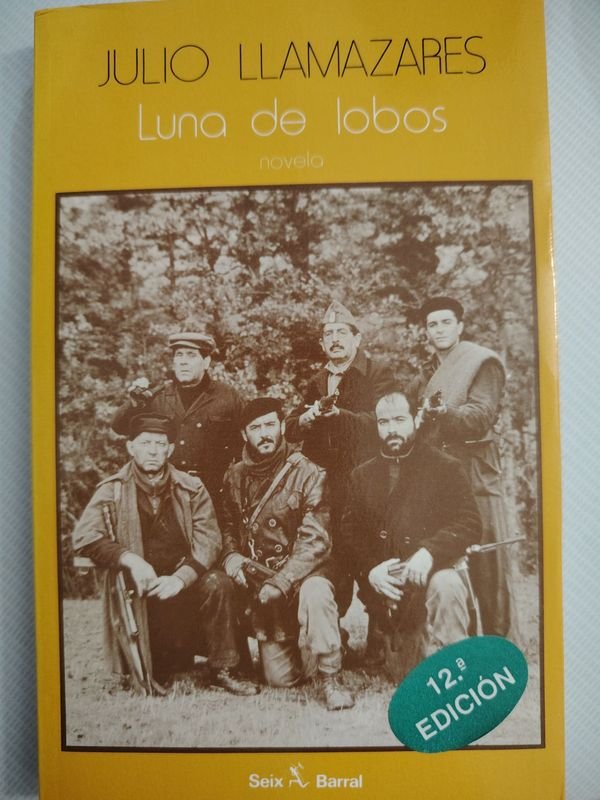 JULIO LLAMAZARES
Luna de lobos
novela
12.ª
EDICIÓN
Seix Barral